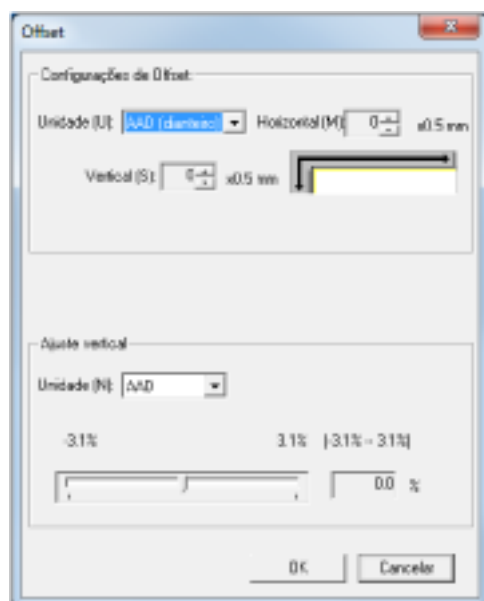 Offset
Configurações de Offset
Unidade (U): AAD (dianteiro) Horizontal (M) 0 x0.5 mm
Vertical (S): 0 x0.5 mm
Ajuste vertical
Unidade (N): AAD
-3.1% 3.1% (-3.1% -- 3.1%)
0.0 %
OK Cancelar